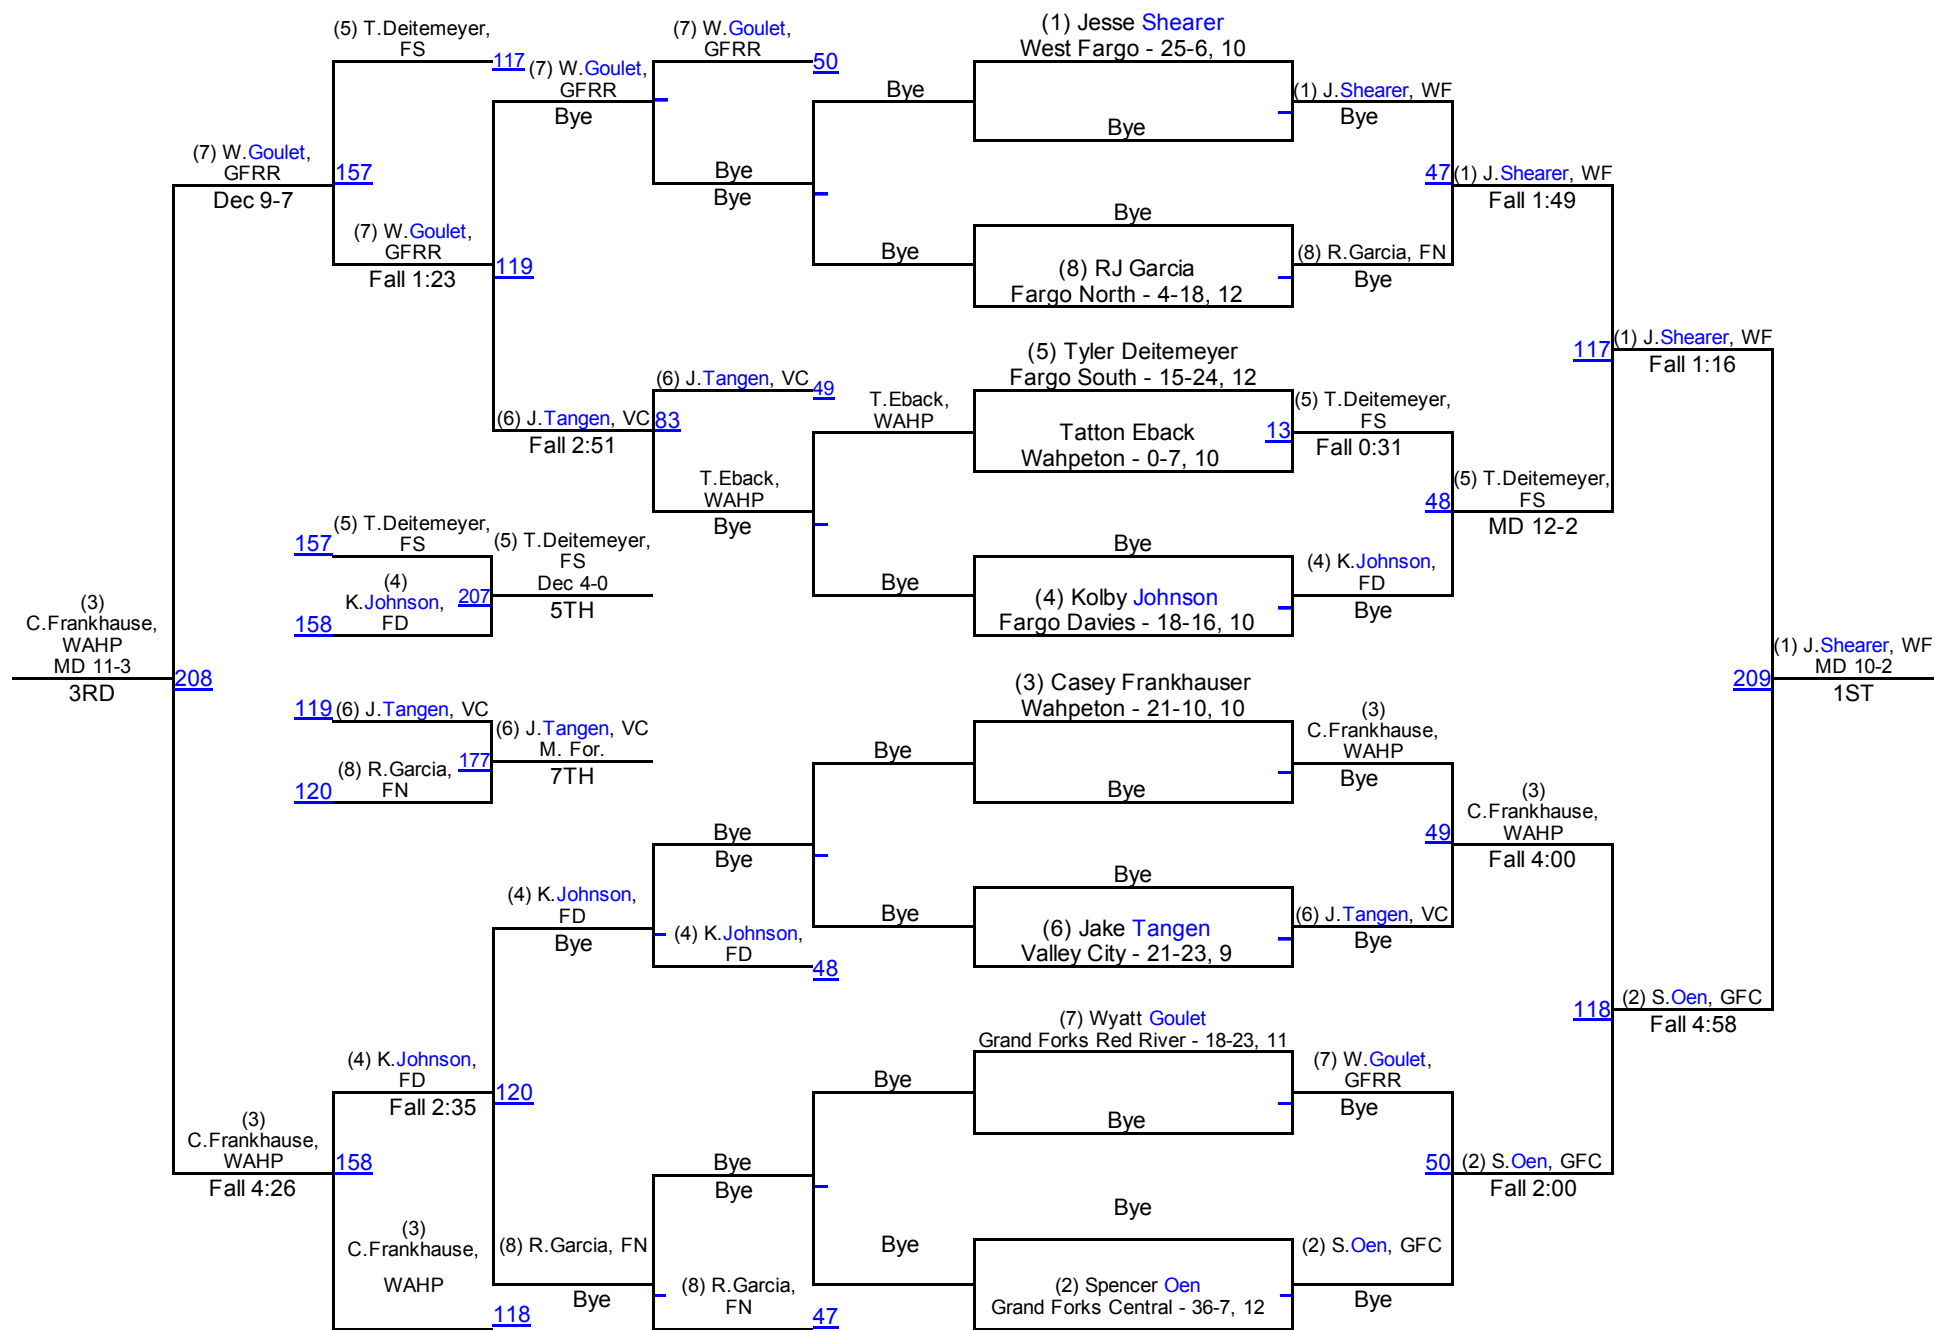 (1) Jesse Shearer
West Fargo - 25-6, 10
Bye
Bye
(1) J.Shearer, WF
Bye
Bye
Bye
(8) RJ Garcia
Fargo North - 4-18, 12
(8) R.Garcia, FN
Bye
47
(1) J.Shearer, WF
Fall 1:49
(5) Tyler Deitemeyer
Fargo South - 15-24, 12
T.Eback,
WAHP
Tatton Eback
Wahpeton - 0-7, 10
13
(5) T.Deitemeyer,
FS
Fall 0:31
Bye
Bye
(4) Kolby Johnson
Fargo Davies - 18-16, 10
(4) K.Johnson,
FD
Bye
48
(5) T.Deitemeyer,
FS
MD 12-2
117
(1) J.Shearer, WF
Fall 1:16
(3) Casey Frankhauser
Wahpeton - 21-10, 10
Bye
Bye
(3)
C.Frankhause,
WAHP
Bye
Bye
Bye
(6) Jake Tangen
Valley City - 21-23, 9
(6) J.Tangen, VC
Bye
49
(3)
C.Frankhause,
WAHP
Fall 4:00
(7) Wyatt Goulet
Grand Forks Red River - 18-23, 11
Bye
Bye
(7) W.Goulet,
GFRR
Bye
Bye
Bye
(2) Spencer Oen
Grand Forks Central - 36-7, 12
(2) S.Oen, GFC
Bye
50
(2) S.Oen, GFC
Fall 2:00
118
(2) S.Oen, GFC
Fall 4:58
209
(1) J.Shearer, WF
MD 10-2
1ST
(7) W.Goulet,
GFRR
50
Bye
Bye
(7) W.Goulet,
GFRR
Bye
(6) J.Tangen, VC
49
T.Eback,
WAHP
Bye
83
(6) J.Tangen, VC
Fall 2:51
119
(7) W.Goulet,
GFRR
Fall 1:23
(5) T.Deitemeyer,
FS
117
157
(7) W.Goulet,
GFRR
Dec 9-7
157
(5) T.Deitemeyer,
FS
158
(4)
K.Johnson,
FD
207
(5) T.Deitemeyer,
FS
Dec 4-0
5TH
119
(6) J.Tangen, VC
120
(8) R.Garcia,
FN
177
(6) J.Tangen, VC
M. For.
7TH
Bye
Bye
(4) K.Johnson,
FD
48
(4) K.Johnson,
FD
Bye
Bye
Bye
(8) R.Garcia,
FN
47
(8) R.Garcia, FN
Bye
120
(4) K.Johnson,
FD
Fall 2:35
(3)
C.Frankhause,
WAHP
118
158
(3)
C.Frankhause,
WAHP
Fall 4:26
208
(3)
C.Frankhause,
WAHP
MD 11-3
3RD